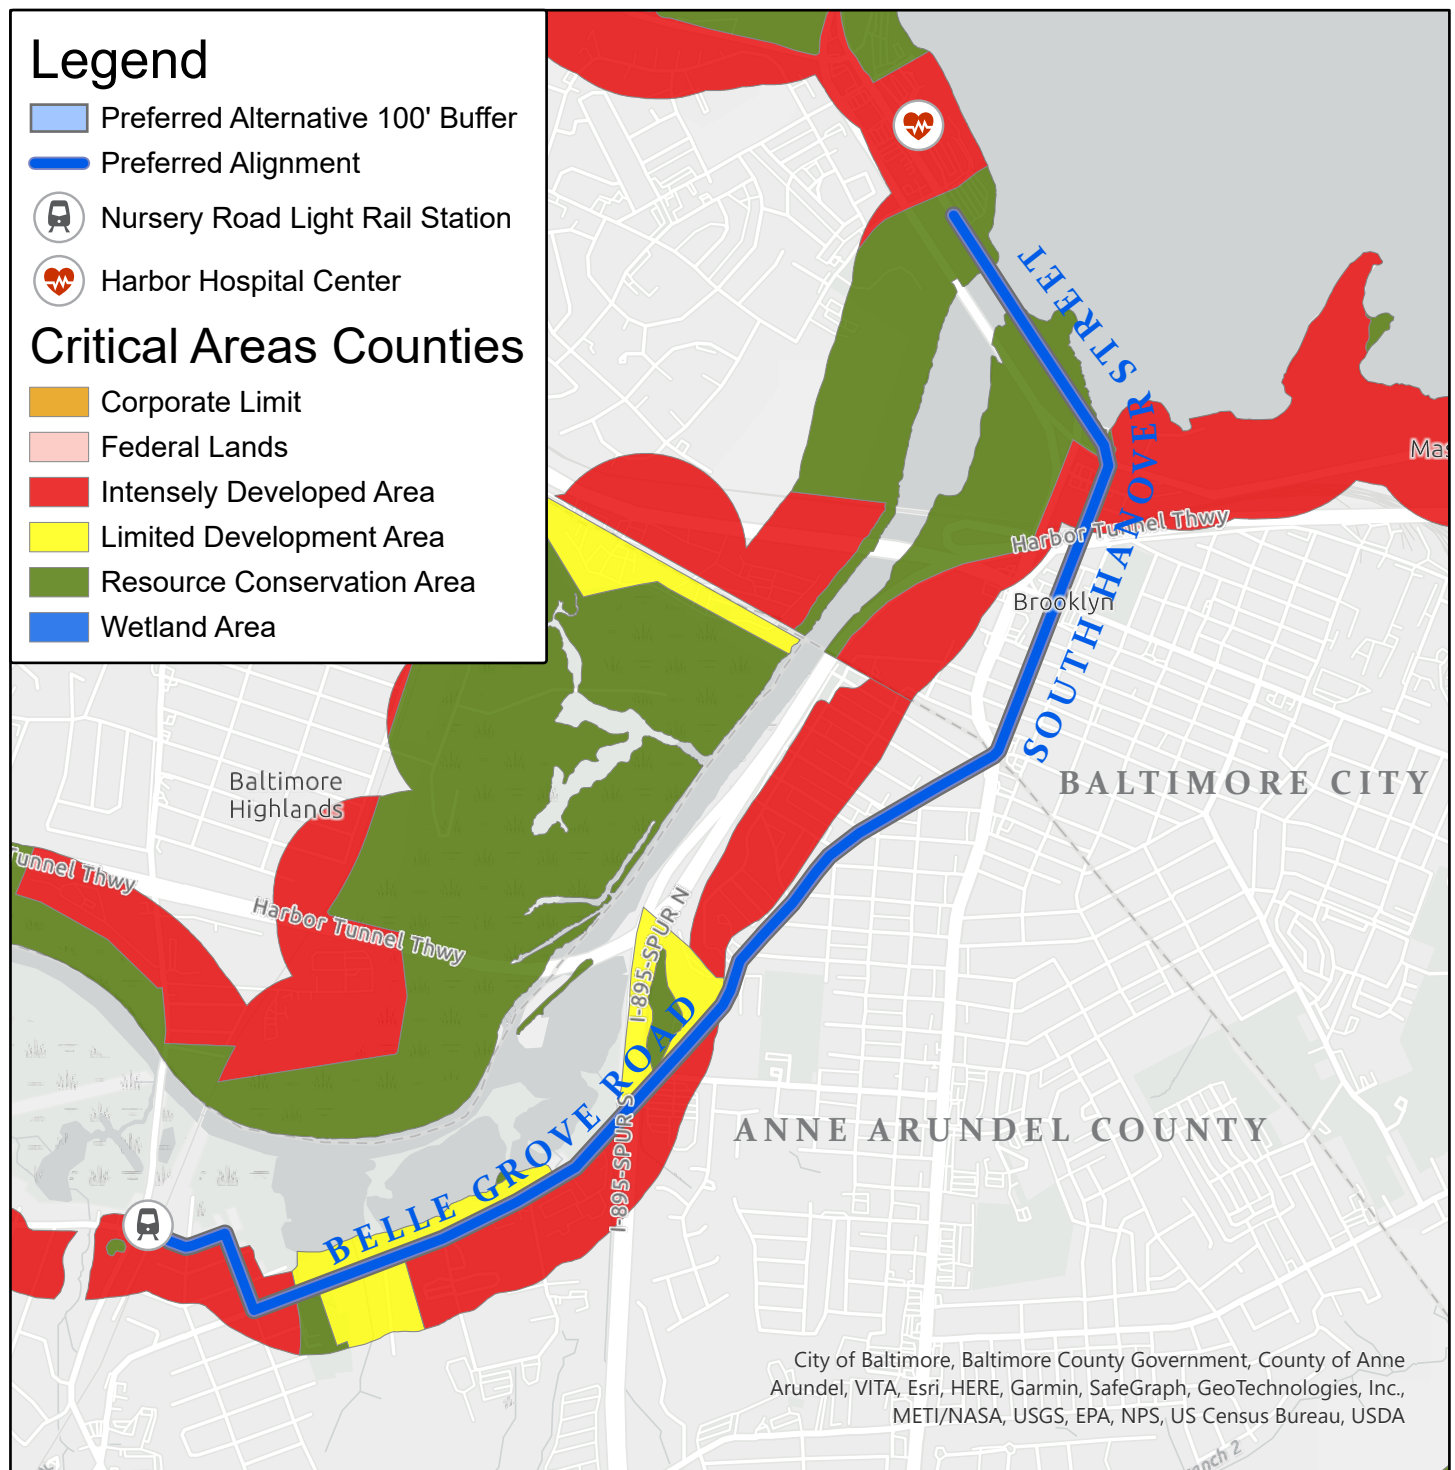 Legend
Preferred Alternative 100' Buffer
Preferred Alignment
Nursery Road Light Rail Station
Harbor Hospital Center
Critical Areas Counties
Corporate Limit
Federal Lands
Intensely Developed Area
Limited Development Area
Resource Conservation Area
Wetland Area
SOUTH HANOVER STREET
Harbor Tunnel Thwy
Brooklyn
BALTIMORE CITY
Baltimore
Highlands
Tunnel Thwy
Harbor Tunnel Thwy
I-895-SPUR N
BELLE GROVE ROAD
I-895-SPUR S
ANNE ARUNDEL COUNTY
City of Baltimore, Baltimore County Government, County of Anne
Arundel, VITA, Esri, HERE, Garmin, SafeGraph, GeoTechnologies, Inc.,
METI/NASA, USGS, EPA, NPS, US Census Bureau, USDA